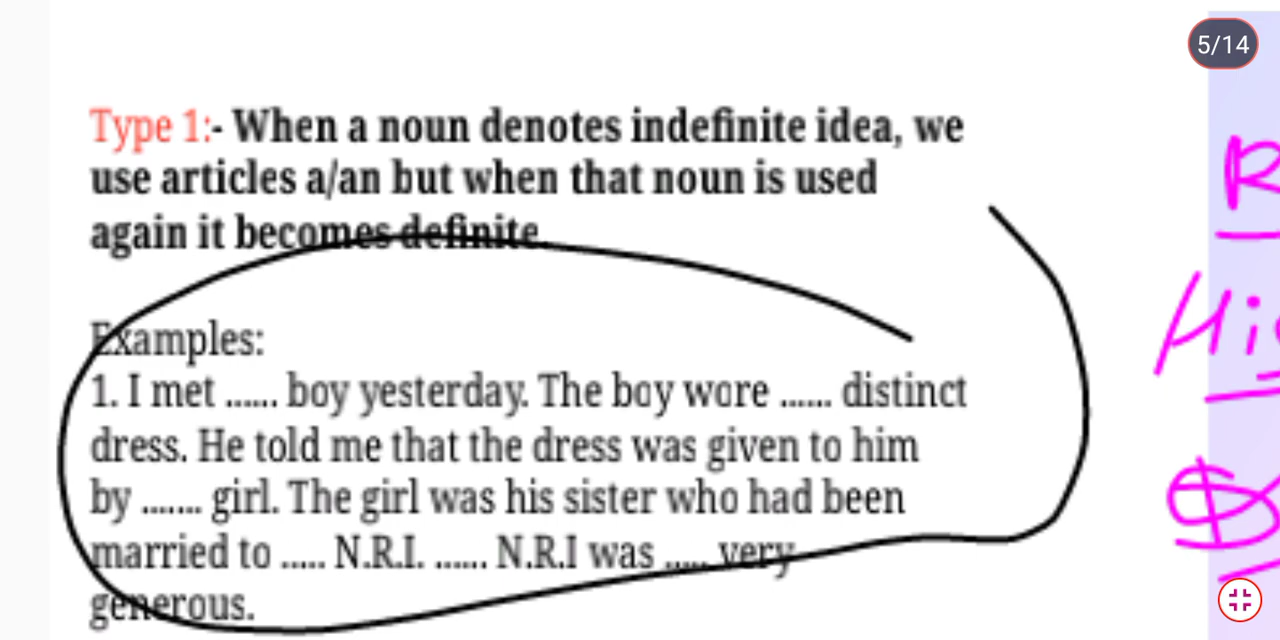 5/14
Type 1:- When a noun denotes indefinite idea, we
use articles a/an but when that noun is used
again it becomes definite.
Examples:
1. I met ...... boy yesterday. The boy wore ...... distinct
dress. He told me that the dress was given to him
by ....... girl. The girl was his sister who had been
married to ..... N.R.I. ...... N.R.I was ..... very
generous.
R
Hi